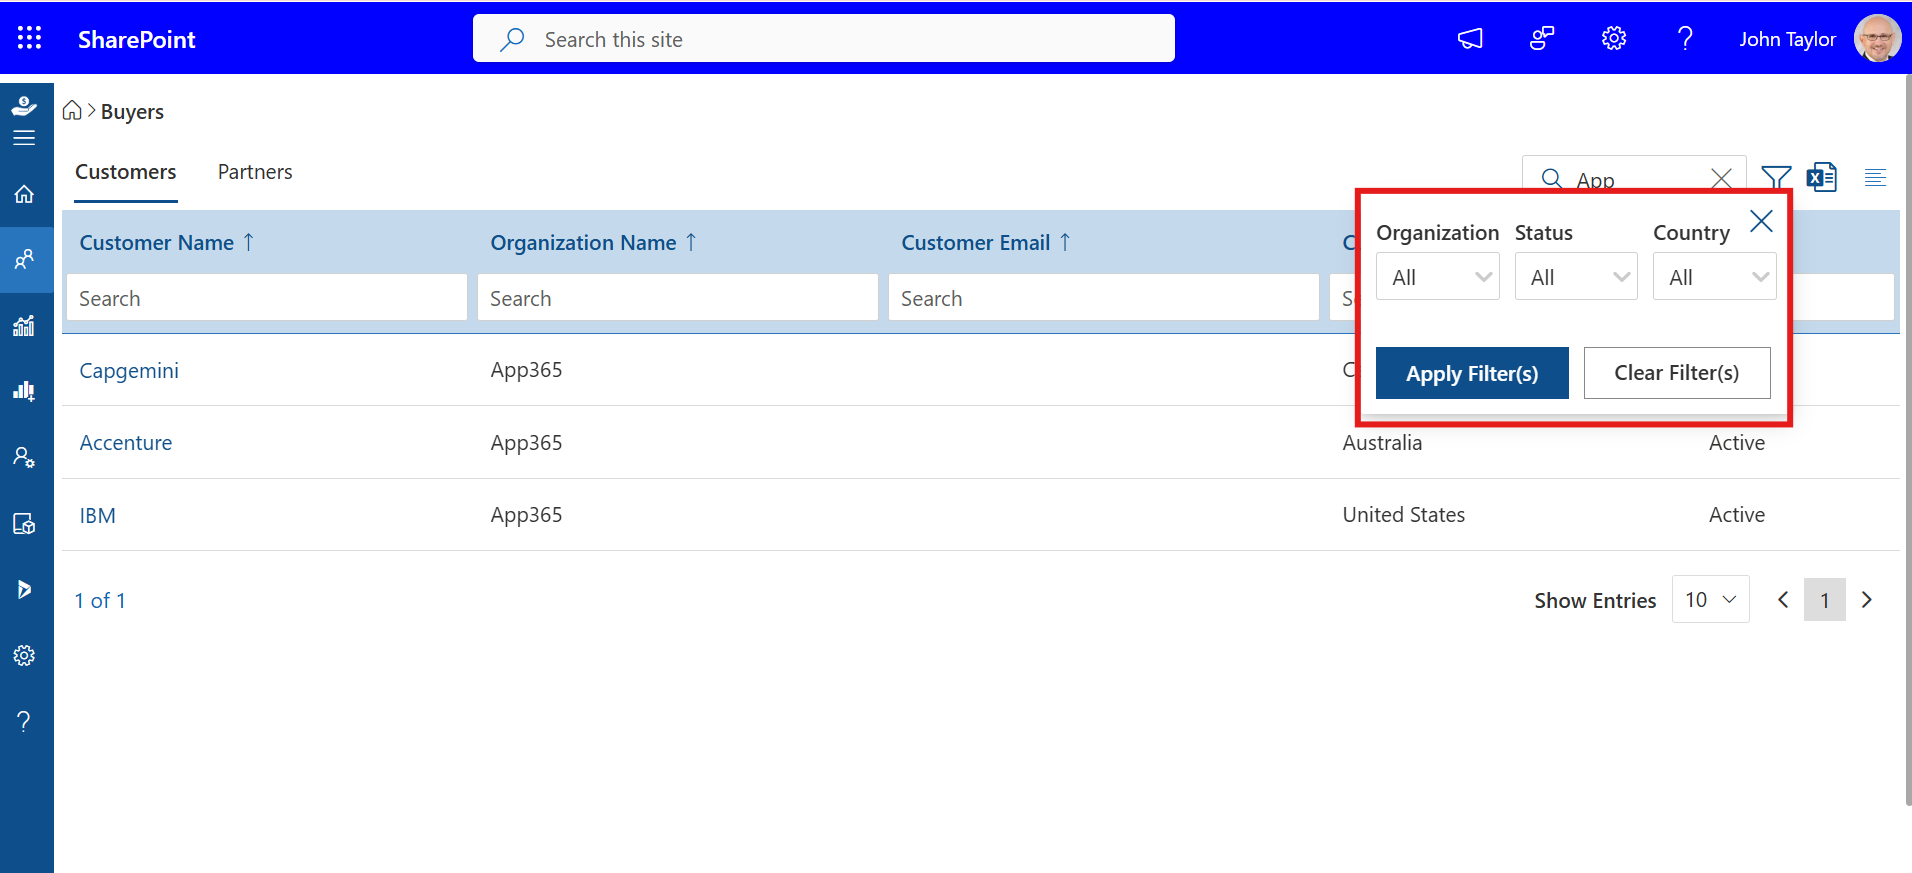 SharePoint
Search this site
John Taylor
Buyers
Customers
Partners
App
Customer Name ↑
Organization Name ↑
Customer Email ↑
C
Search
Search
Search
Se
Organization
Status
Country
All
All
All
Apply Filter(s)
Clear Filter(s)
Capgemini
App365
Accenture
App365
Australia
Active
IBM
App365
United States
Active
1 of 1
Show Entries
10
1